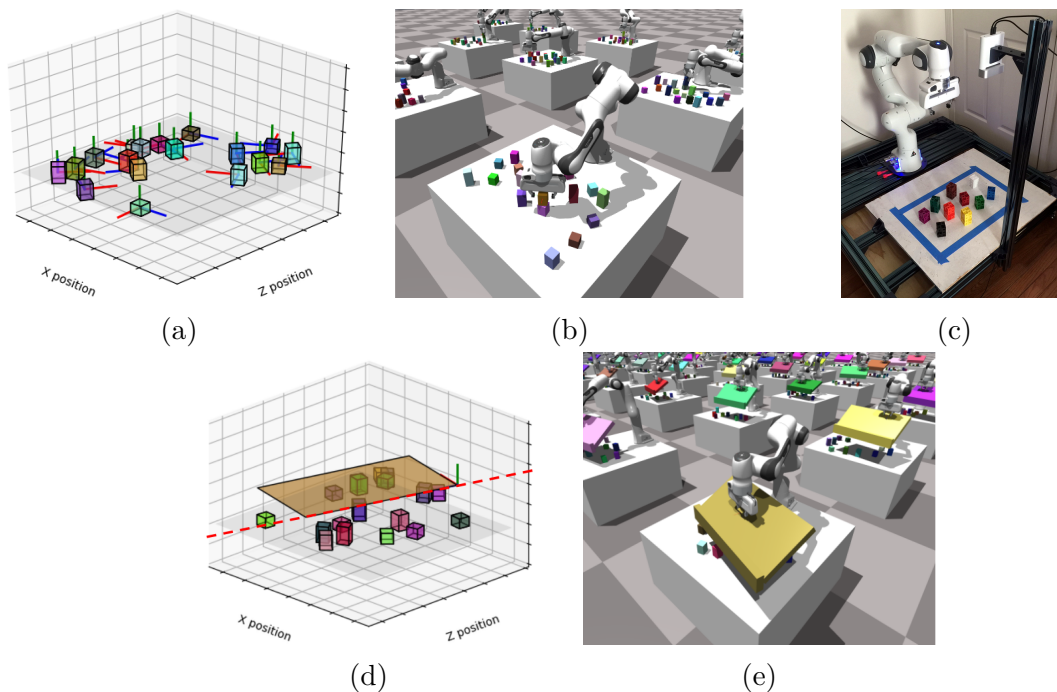 X position
Z position
(a)
(b)
(c)
X position
Z position
(d)
(e)